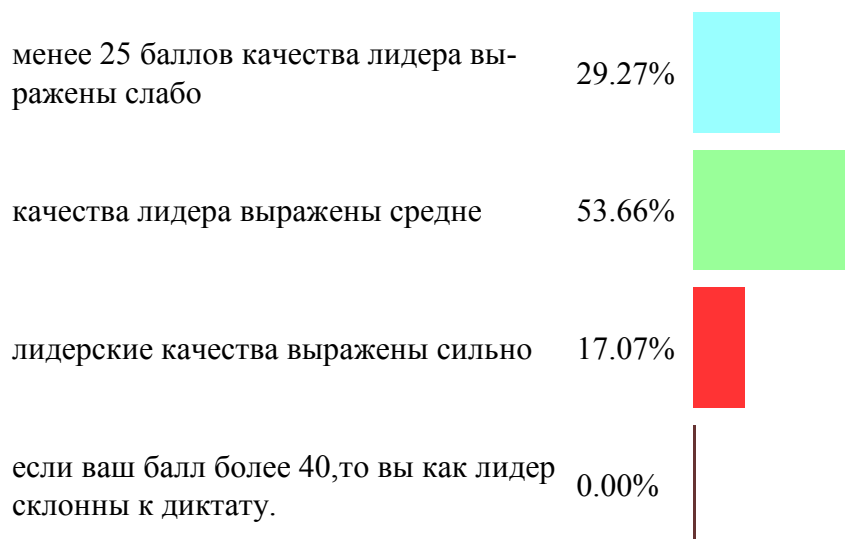 менее 25 баллов качества лидера вы-
ражены слабо
29.27%
качества лидера выражены средне
53.66%
лидерские качества выражены сильно
17.07%
если ваш балл более 40,то вы как лидер
склонны к диктату.
0.00%